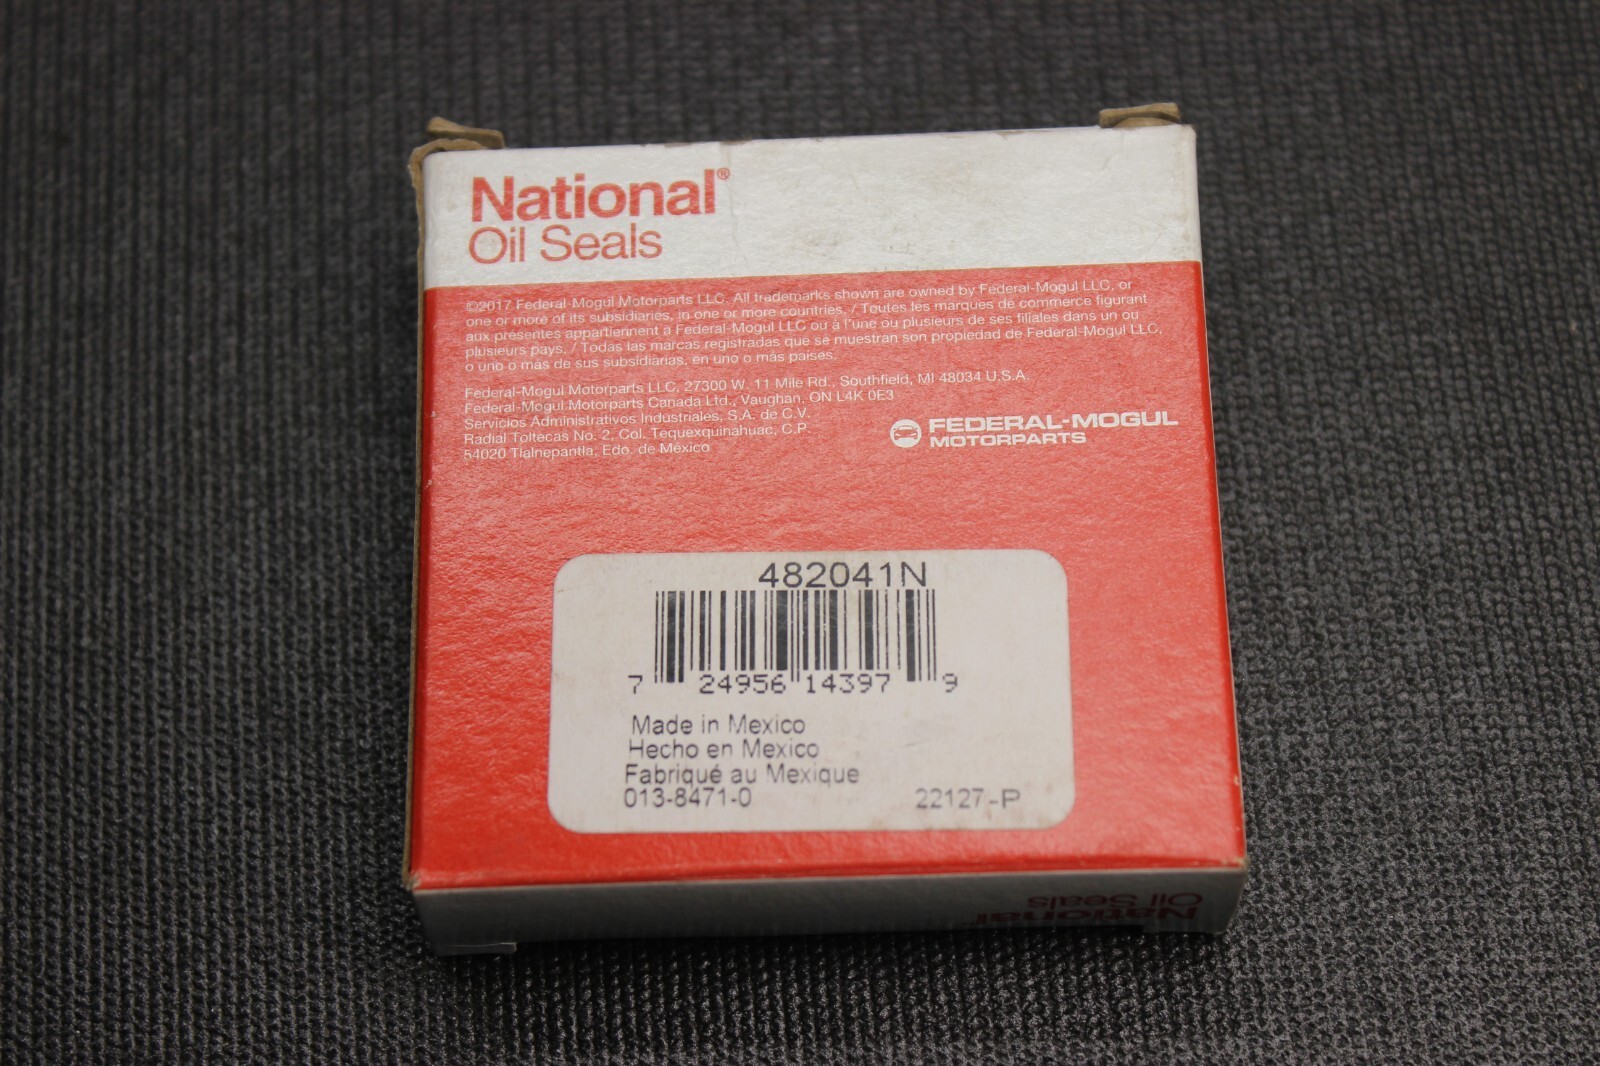 National®
Oil Seals
©2017 Federal-Mogul Motorparts LLC. All trademarks shown are owned by Federal-Mogul LLC, or
one or more of its subsidiaries, in one or more countries. / Toutes les marques de commerce figurant
aux présentes appartiennent à Federal-Mogul LLC ou à l'une ou plusieurs de ses filiales dans un ou
plusieurs pays. / Todas las marcas registradas que se muestran son propiedad de Federal-Mogul LLC,
o uno o más de sus subsidiarias, en uno o más países.
Federal-Mogul Motorparts LLC, 27300 W. 11 Mile Rd., Southfield, MI 48034 U.S.A.
Federal-Mogul Motorparts Canada Ltd., Vaughan, ON L4K 0E3
Servicios Administrativos Industriales, S.A. de C.V.
Radial Toltecas No. 2, Col. Tequexquinahuac, C.P.
54020 Tlalnepantla, Edo. de México
FEDERAL-MOGUL
MOTORPARTS
482041N
7 24956 14397 9
Made in Mexico
Hecho en Mexico
Fabriqué au Mexique
013-8471-0 22127-P
National
Oil Seals